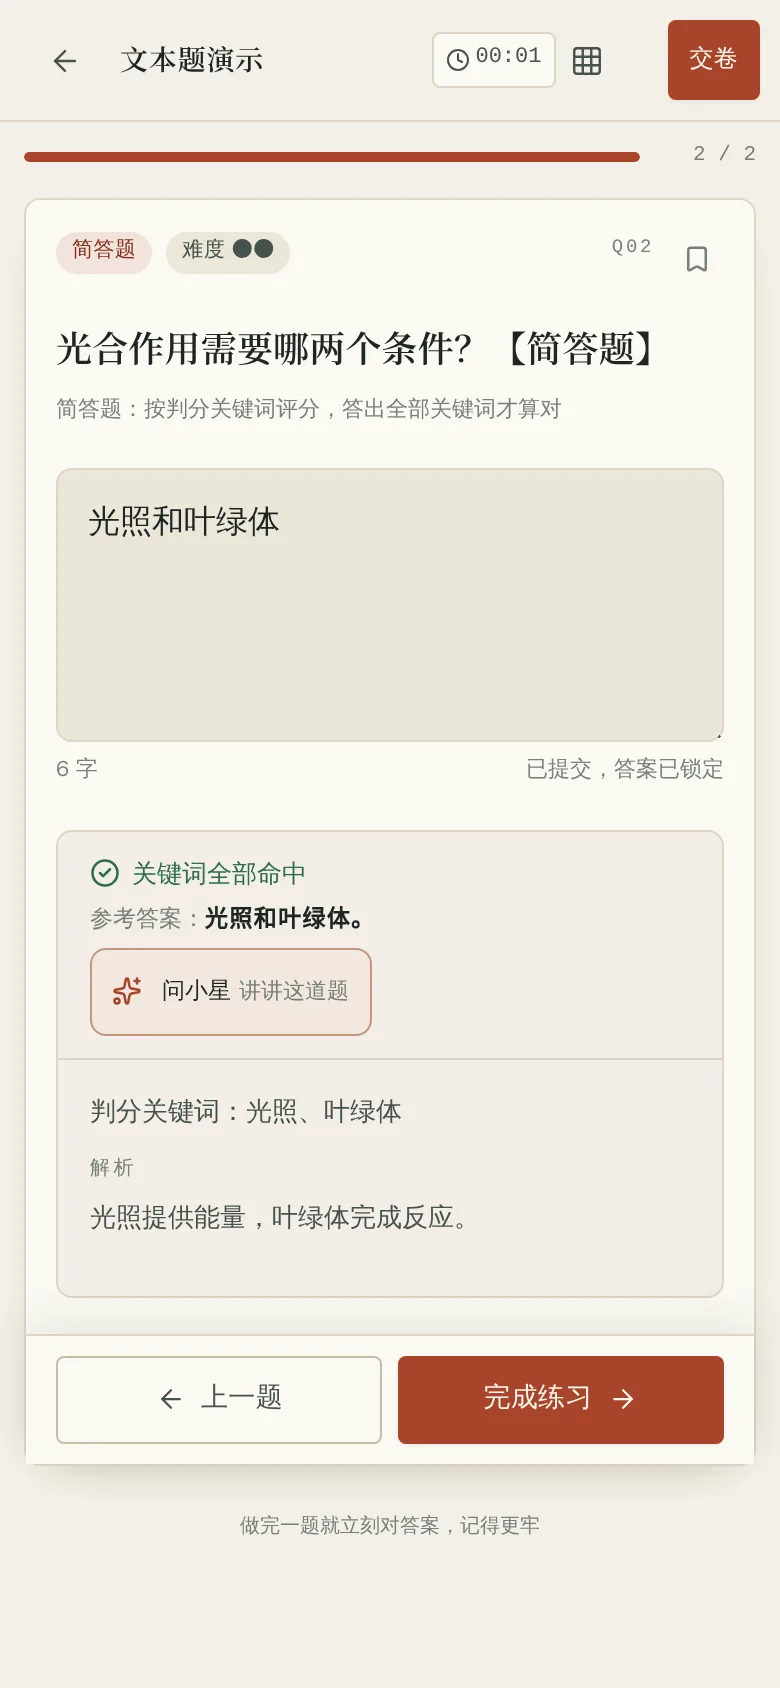 文本题演示
00:01
交卷
2 / 2
简答题
难度
Q02
光合作用需要哪两个条件？【简答题】
简答题：按判分关键词评分，答出全部关键词才算对
光照和叶绿体
6 字
已提交，答案已锁定
关键词全部命中
参考答案：光照和叶绿体。
问小星 讲讲这道题
判分关键词：光照、叶绿体
解析
光照提供能量，叶绿体完成反应。
上一题
完成练习
做完一题就立刻对答案，记得更牢